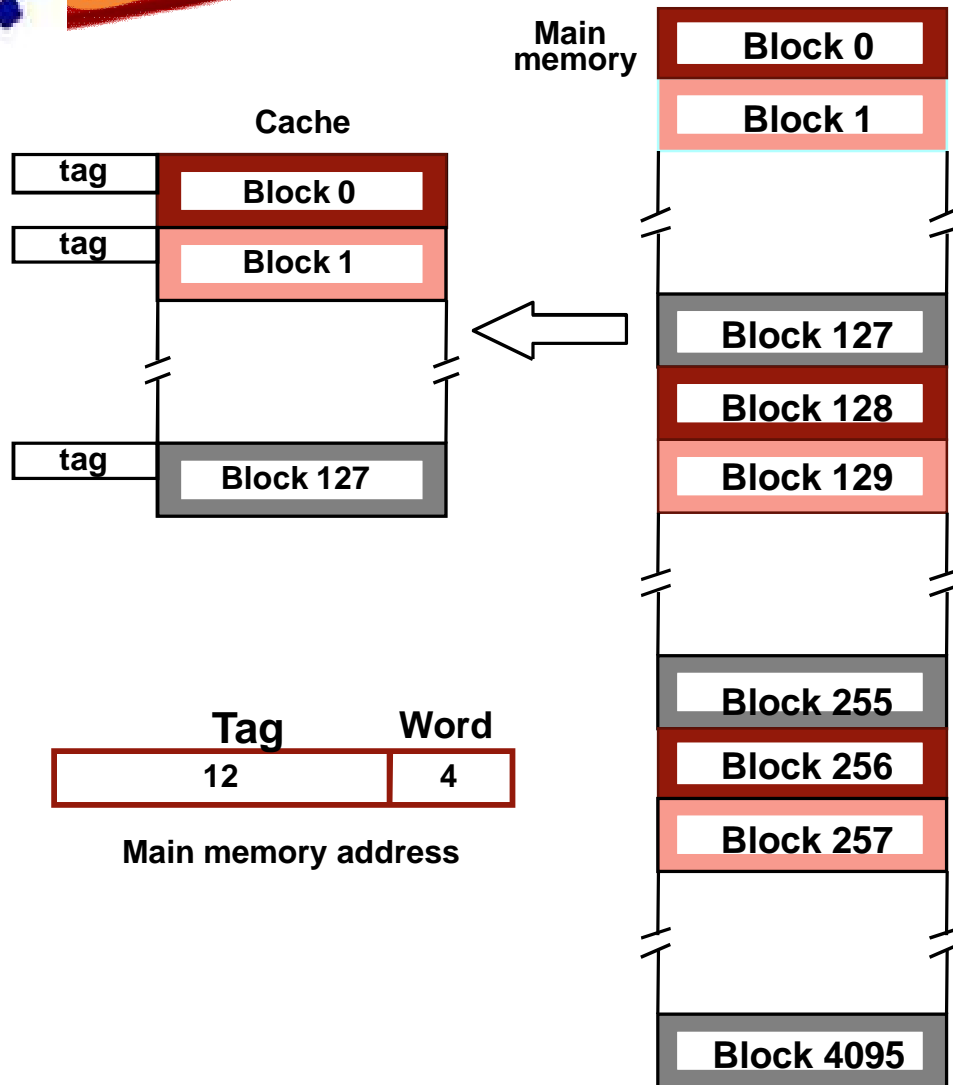 Main
memory
Block 0
Block 1
Cache
tag
Block 0
tag
Block 1
Block 127
Block 128
Block 129
tag
Block 127
Block 255
Block 256
Block 257
Tag Word
12 4
Main memory address
Block 4095